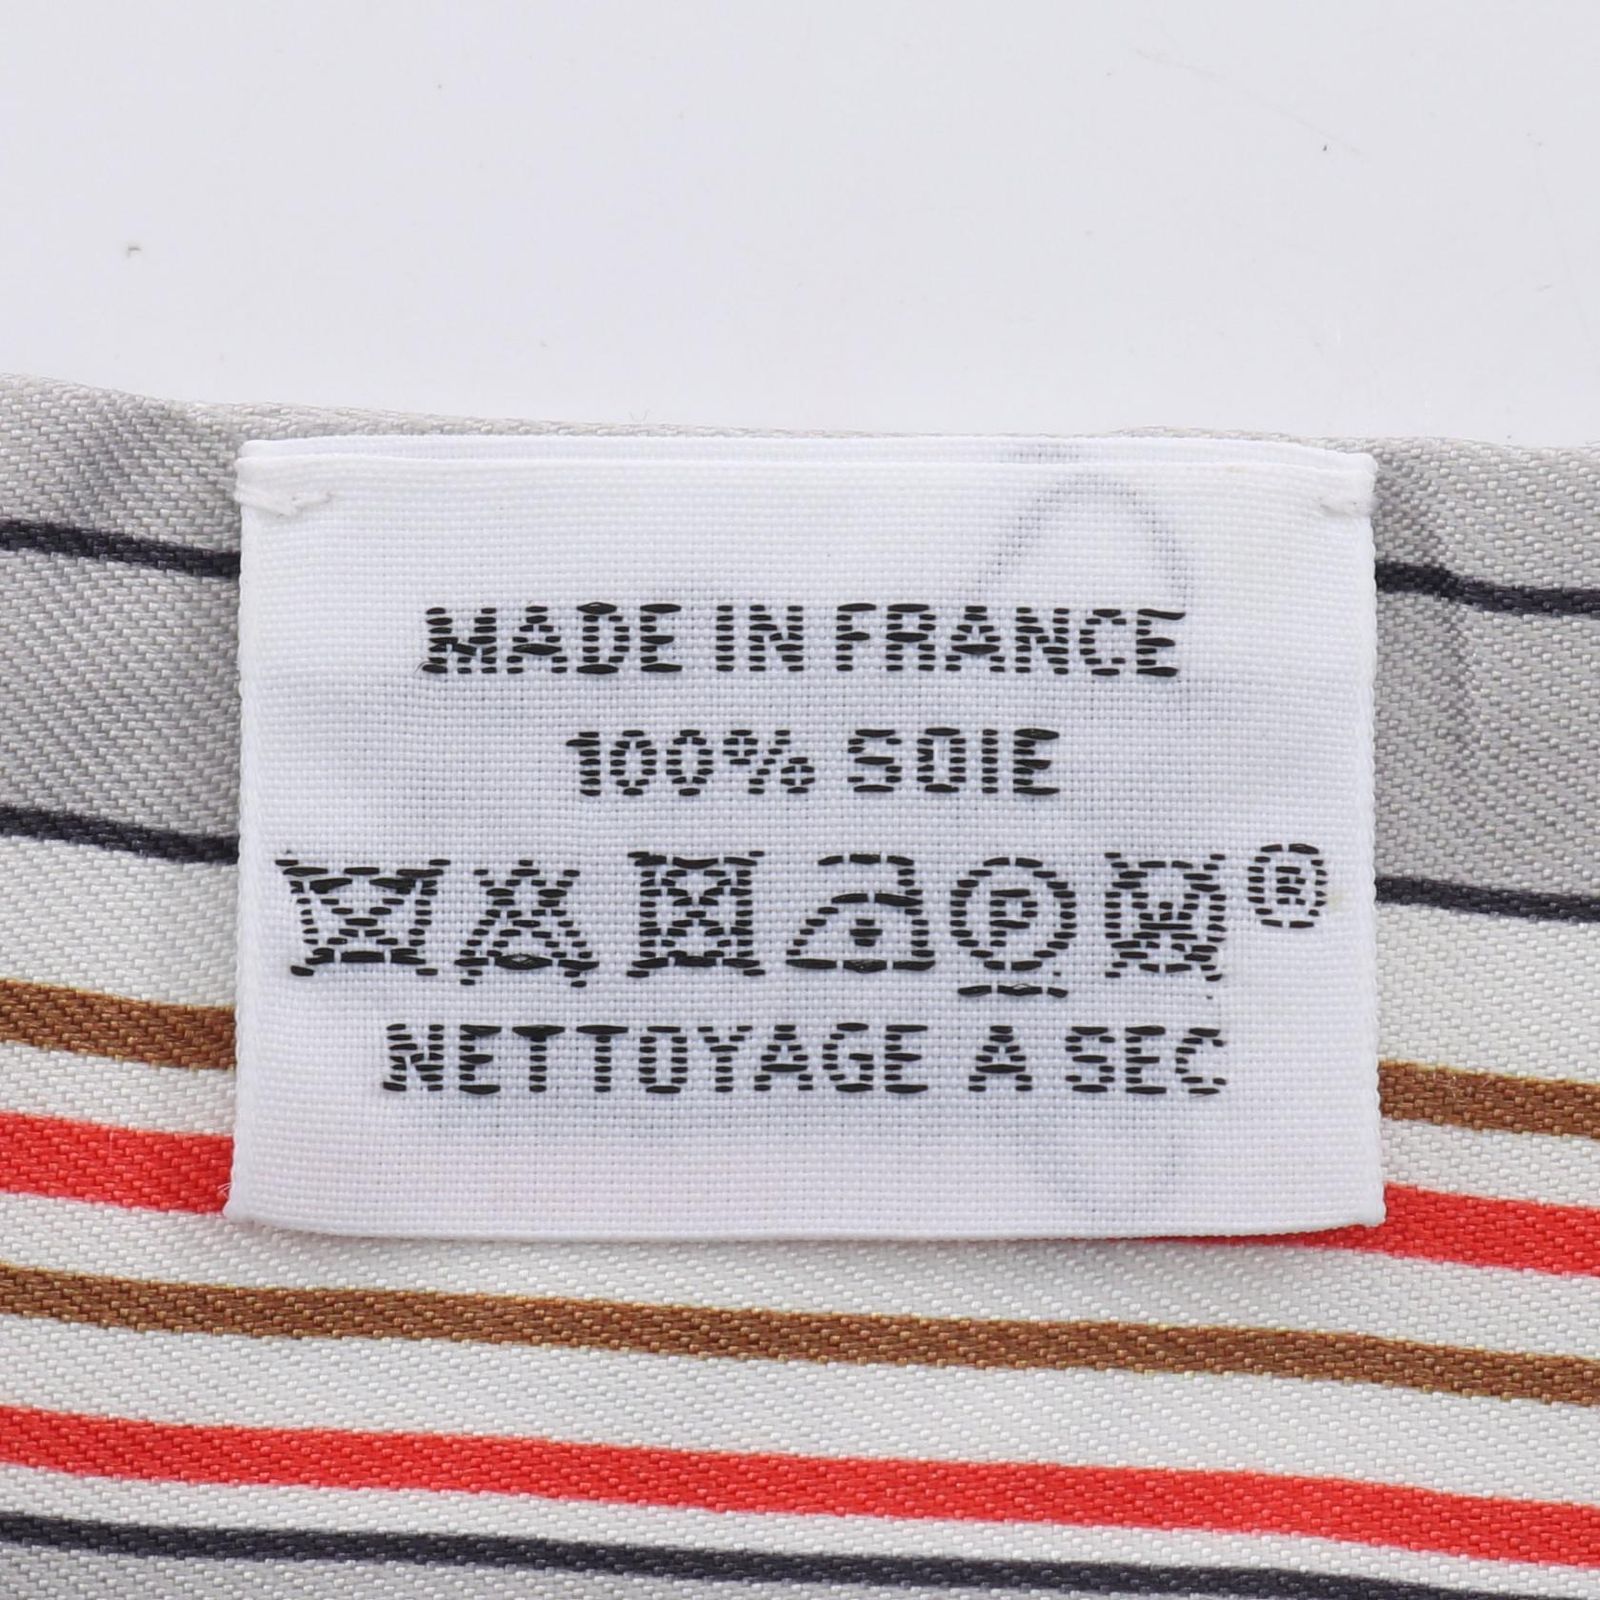 MADE IN FRANCE
100% SOIE
P W ®
NETTOYAGE A SEC